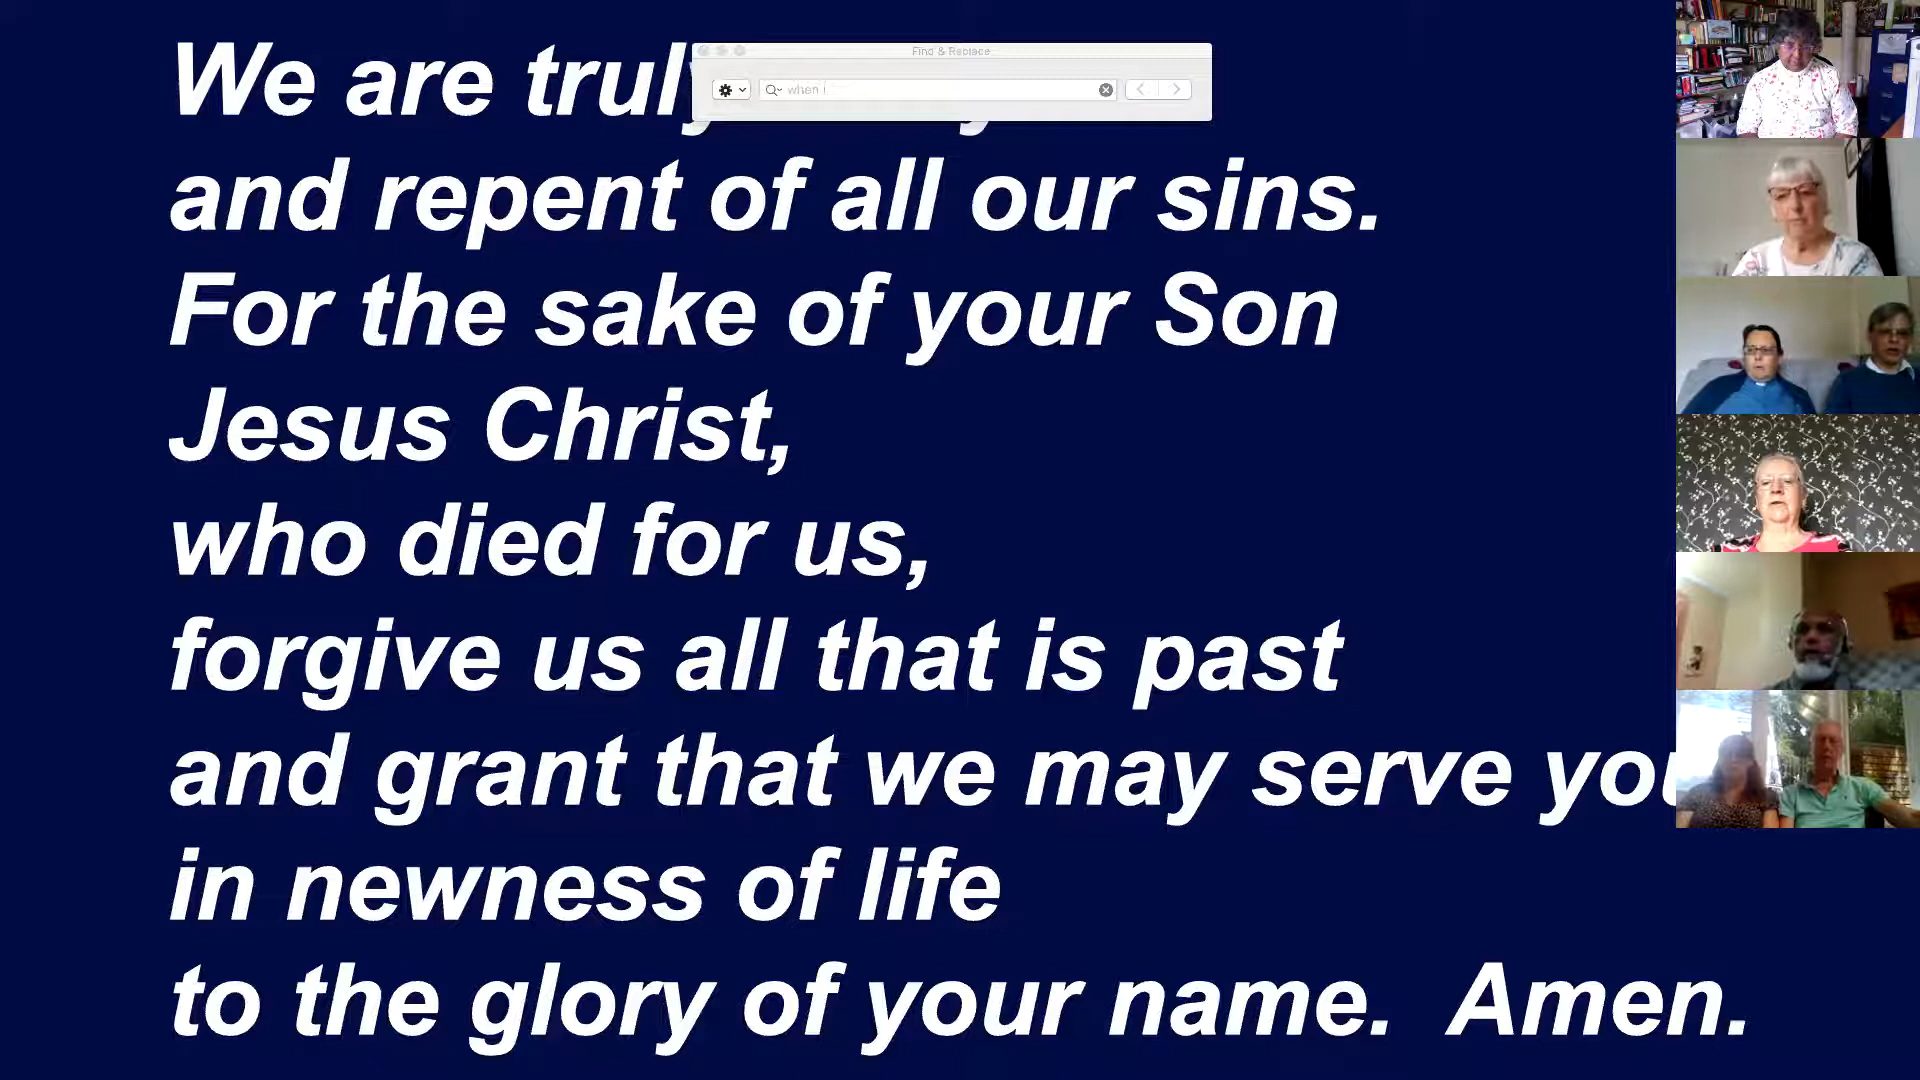 We are truly
Find & Replace
when I
and repent of all our sins.
For the sake of your Son
Jesus Christ,
who died for us,
forgive us all that is past
and grant that we may serve you
in newness of life
to the glory of your name. Amen.